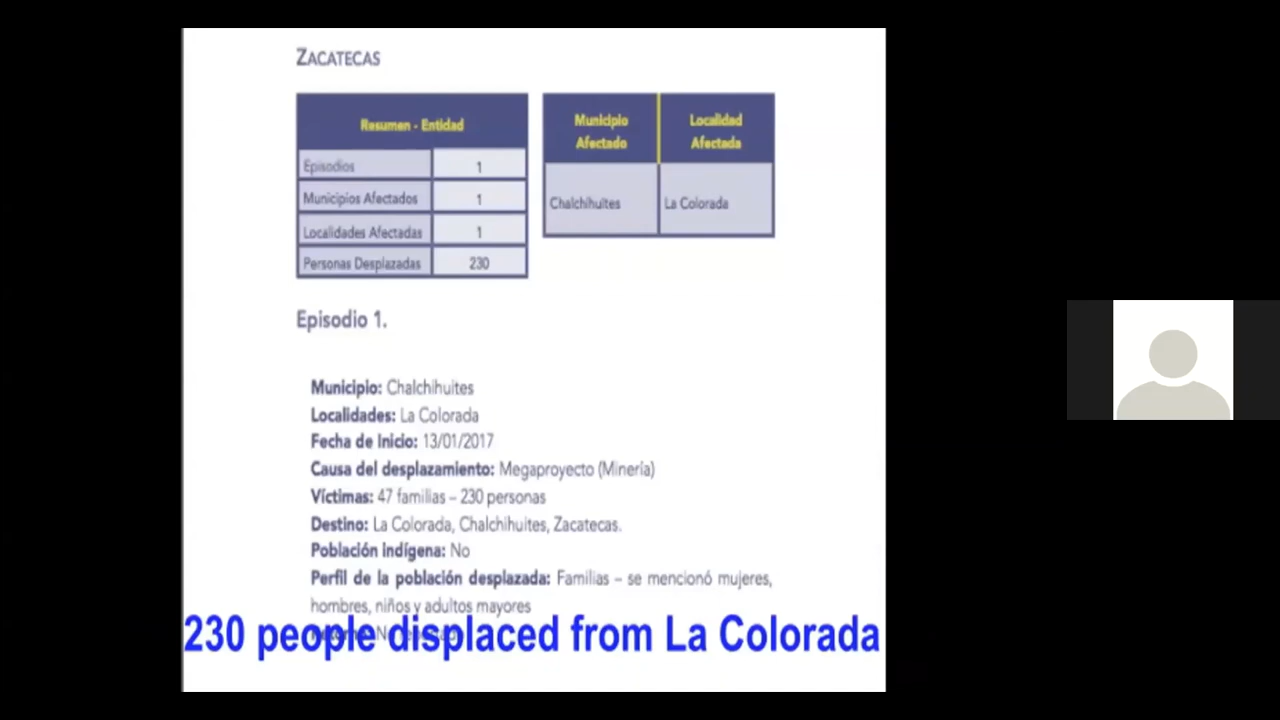 ZACATECAS
Resumen - Entidad
Episodios 1
Municipios Afectados 1
Localidades Afectadas 1
Personas Desplazadas 230
Municipio Afectado Localidad Afectada
Chalchihuites La Colorada
Episodio 1.
Municipio: Chalchihuites
Localidades: La Colorada
Fecha de Inicio: 13/01/2017
Causa del desplazamiento: Megaproyecto (Minería)
Víctimas: 47 familias – 230 personas
Destino: La Colorada, Chalchihuites, Zacatecas.
Población indígena: No
Perfil de la población desplazada: Familias – se mencionó mujeres,
hombres, niños y adultos mayores
230 people displaced from La Colorada